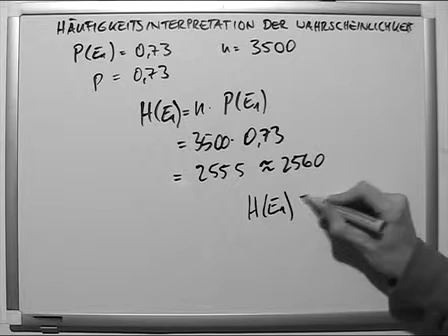 HÄUFIGKEITSINTERPRETATION DER WAHRSCHEINLICHKEIT
P(E₁) = 0,73 n = 3500
p = 0,73
H(E₁) = n · P(E₁)
= 3500 · 0,73
= 2555 ≈ 2560
H(E₁)